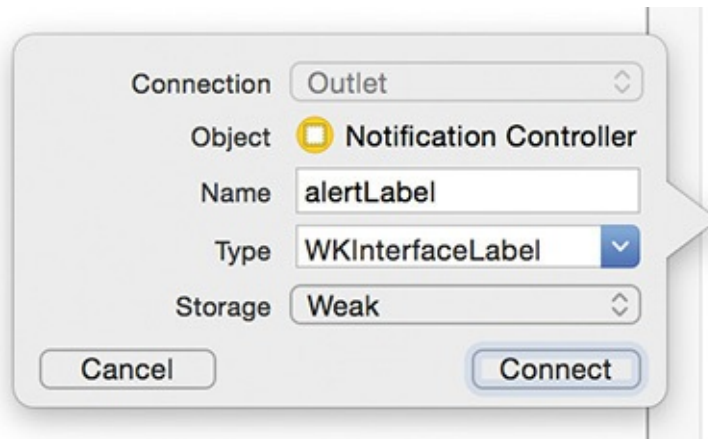 Connection Outlet
Object Notification Controller
Name alertLabel
Type WKInterfaceLabel
Storage Weak
Cancel Connect